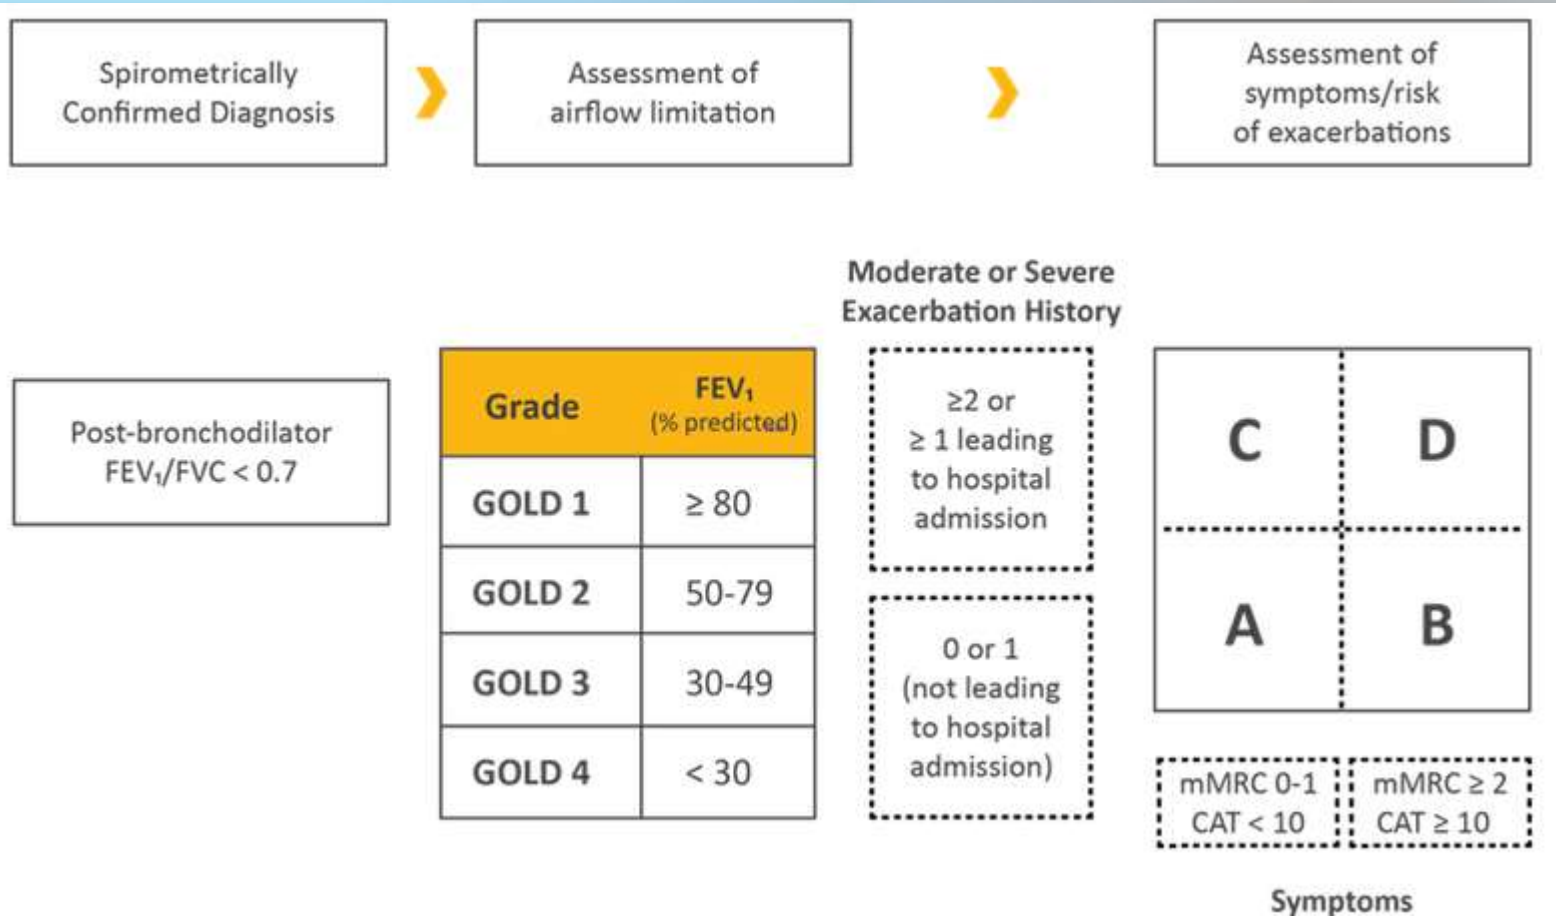 Spirometrically
Confirmed Diagnosis
Assessment of
airflow limitation
Assessment of
symptoms/risk
of exacerbations
Post-bronchodilator
FEV₁/FVC < 0.7
Grade
FEV₁
(% predicted)
GOLD 1
≥ 80
GOLD 2
50-79
GOLD 3
30-49
GOLD 4
< 30
Moderate or Severe
Exacerbation History
≥2 or
≥ 1 leading
to hospital
admission
0 or 1
(not leading
to hospital
admission)
C
D
A
B
mMRC 0-1
CAT < 10
mMRC ≥ 2
CAT ≥ 10
Symptoms